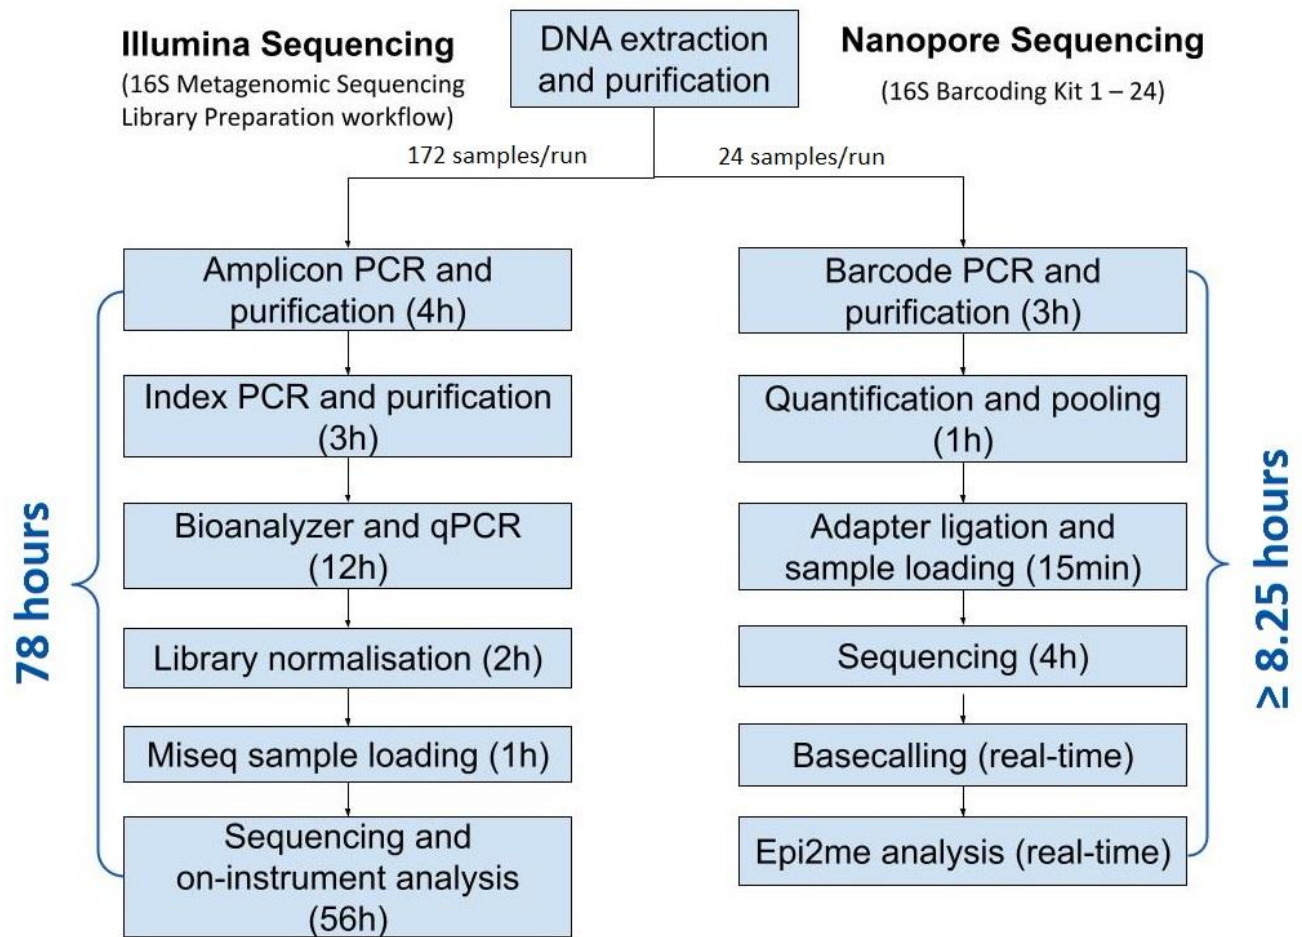 Illumina Sequencing
(16S Metagenomic Sequencing
Library Preparation workflow)
DNA extraction
and purification
Nanopore Sequencing
(16S Barcoding Kit 1 – 24)
172 samples/run
24 samples/run
Amplicon PCR and
purification (4h)
Index PCR and purification
(3h)
Bioanalyzer and qPCR
(12h)
Library normalisation (2h)
Miseq sample loading (1h)
Sequencing and
on-instrument analysis
(56h)
78 hours
Barcode PCR and
purification (3h)
Quantification and pooling
(1h)
Adapter ligation and
sample loading (15min)
Sequencing (4h)
Basecalling (real-time)
Epi2me analysis (real-time)
≥ 8.25 hours